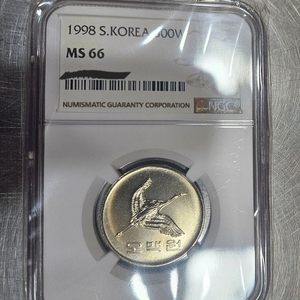 1998 S.KOREA 500W
MS 66
NUMISMATIC GUARANTY CORPORATION
NGC
오백원